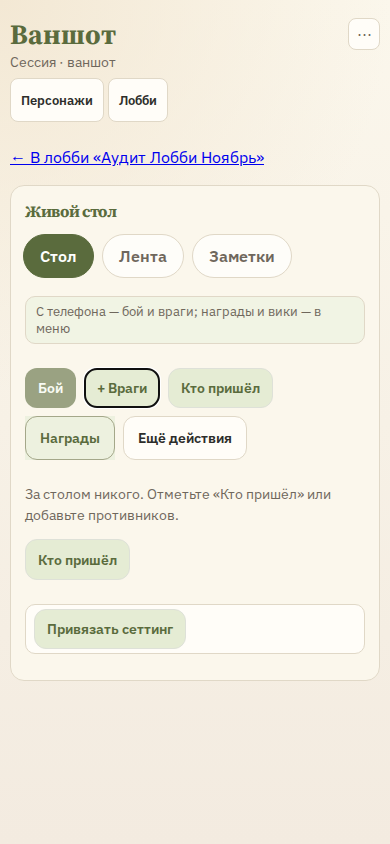 Ваншот
...
Сессия · ваншот
Персонажи Лобби
← В лобби «Аудит Лобби Ноябрь»
Живой стол
Стол Лента Заметки
С телефона — бой и враги; награды и вики — в
меню
Бой + Враги Кто пришёл
Награды Ещё действия
За столом никого. Отметьте «Кто пришёл» или
добавьте противников.
Кто пришёл
Привязать сеттинг